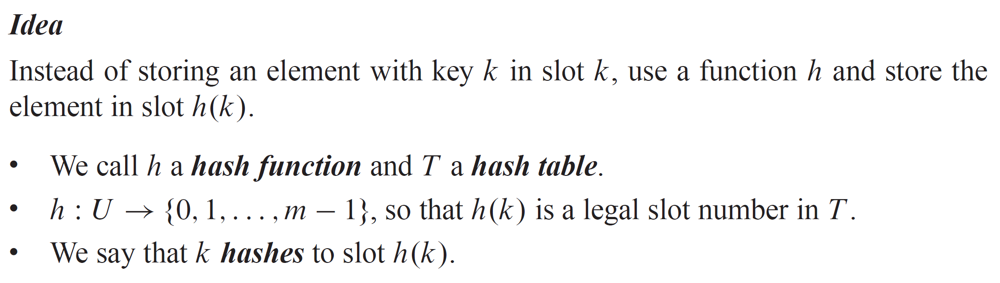 Idea
Instead of storing an element with key k in slot k, use a function h and store the
element in slot h(k).
• We call h a hash function and T a hash table.
• h : U → {0, 1, . . . , m − 1}, so that h(k) is a legal slot number in T.
• We say that k hashes to slot h(k).